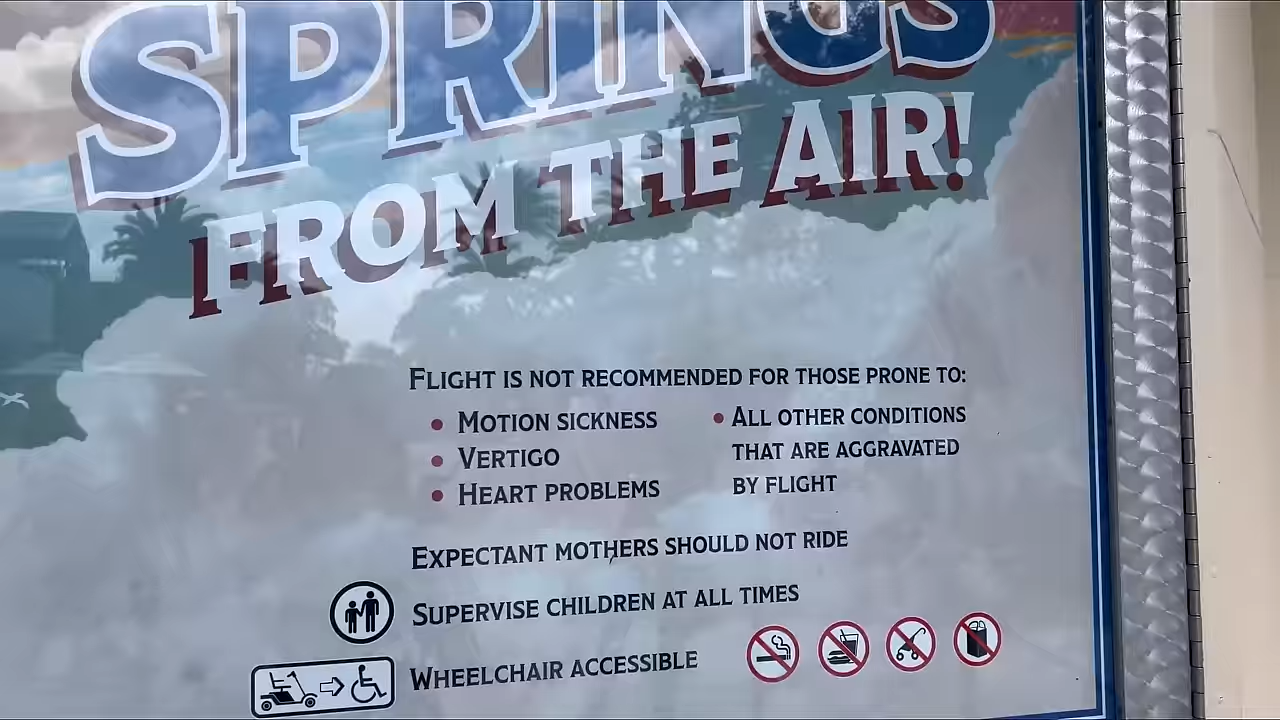 SPRINGS
FROM THE AIR!
FLIGHT IS NOT RECOMMENDED FOR THOSE PRONE TO:
• MOTION SICKNESS
• VERTIGO
• HEART PROBLEMS
• ALL OTHER CONDITIONS
THAT ARE AGGRAVATED
BY FLIGHT
EXPECTANT MOTHERS SHOULD NOT RIDE
SUPERVISE CHILDREN AT ALL TIMES
WHEELCHAIR ACCESSIBLE